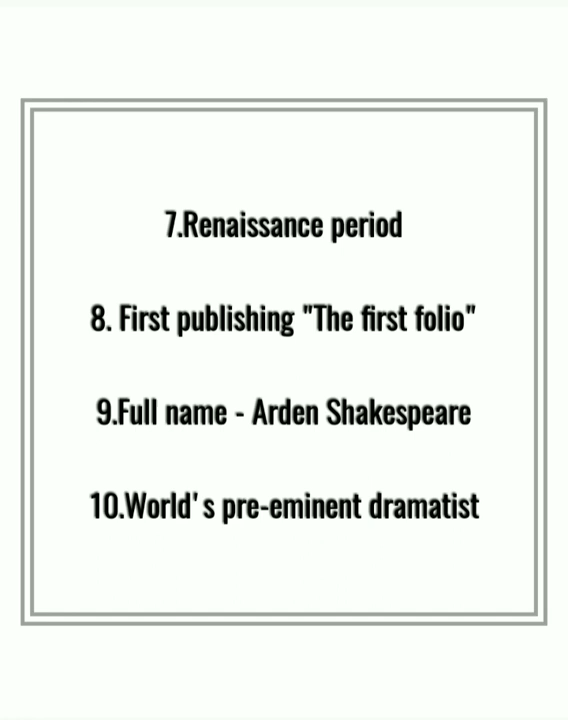 7.Renaissance period
8. First publishing "The first folio"
9.Full name - Arden Shakespeare
10.World's pre-eminent dramatist